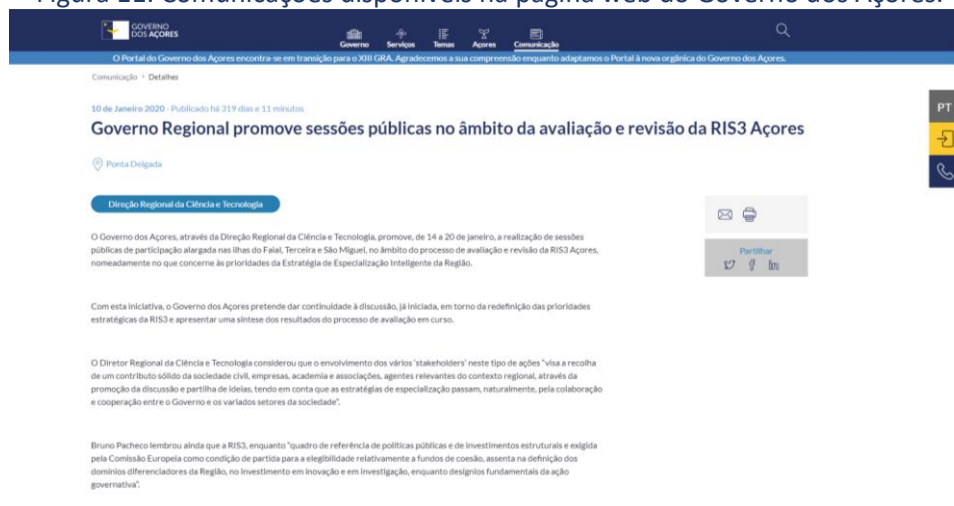 Figura 11. Comunicações disponíveis na página web do Governo dos Açores.
GOVERNO
DOS AÇORES
Governo Serviços Temas Açores Comunicação
O Portal do Governo dos Açores encontra-se em transição para o XIII GRA. Agradecemos a sua compreensão enquanto adaptamos o Portal à nova orgânica do Governo dos Açores.
Comunicação > Detalhes
10 de Janeiro 2020 - Publicado há 319 dias e 11 minutos
Governo Regional promove sessões públicas no âmbito da avaliação e revisão da RIS3 Açores
PT
Ponta Delgada
Direção Regional da Ciência e Tecnologia
O Governo dos Açores, através da Direção Regional da Ciência e Tecnologia, promove, de 14 a 20 de janeiro, a realização de sessões
públicas de participação alargada nas ilhas do Faial, Terceira e São Miguel, no âmbito do processo de avaliação e revisão da RIS3 Açores,
nomeadamente no que concerne às prioridades da Estratégia de Especialização Inteligente da Região.
Partilhar
Com esta iniciativa, o Governo dos Açores pretende dar continuidade à discussão, já iniciada, em torno da redefinição das prioridades
estratégicas da RIS3 e apresentar uma síntese dos resultados do processo de avaliação em curso.
O Diretor Regional da Ciência e Tecnologia considerou que o envolvimento dos vários 'stakeholders' neste tipo de ações "visa a recolha
de um contributo sólido da sociedade civil, empresas, academia e associações, agentes relevantes do contexto regional, através da
promoção da discussão e partilha de ideias, tendo em conta que as estratégias de especialização passam, naturalmente, pela colaboração
e cooperação entre o Governo e os variados setores da sociedade".
Bruno Pacheco lembrou ainda que a RIS3, enquanto "quadro de referência de políticas públicas e de investimentos estruturais e exigida
pela Comissão Europeia como condição de partida para a elegibilidade relativamente a fundos de coesão, assenta na definição dos
domínios diferenciadores da Região, no investimento em inovação e em investigação, enquanto desígnios fundamentais da ação
governativa".